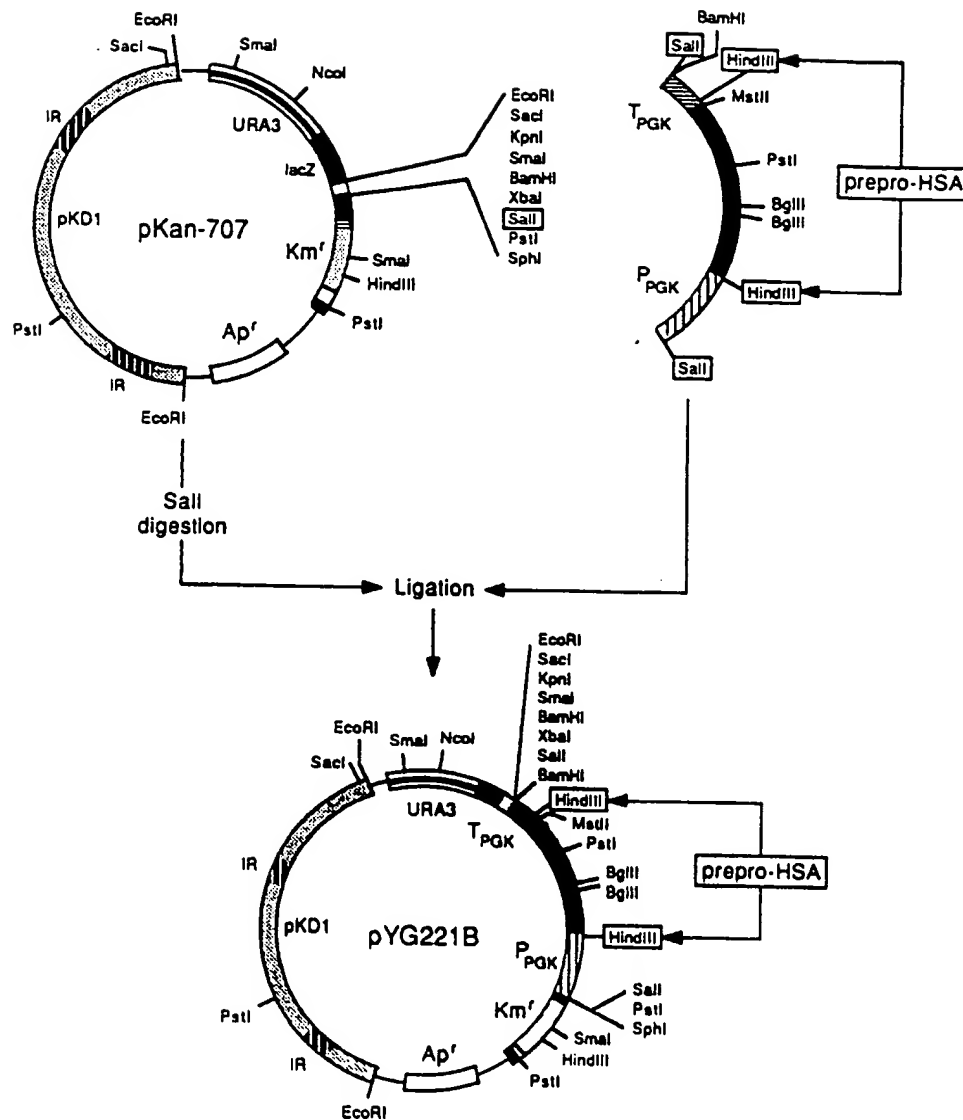 EcoRI
SacI
SmaI
NcoI
IR
URA3
lacZ
pKD1
pKan-707
Km^r
SmaI
HindIII
PstI
PstI
Ap^r
IR
EcoRI
EcoRI
SacI
KpnI
SmaI
BamHI
XbaI
SalI
PstI
SphI
BamHI
SalI
HindIII
MstII
T_PGK
PstI
prepro-HSA
BglII
BglII
P_PGK
HindIII
SalI
SalI
digestion
Ligation
EcoRI
SacI
KpnI
SmaI
BamHI
XbaI
SalI
BamHI
EcoRI
SacI
SmaI
NcoI
URA3
T_PGK
HindIII
MstII
PstI
IR
BglII
BglII
prepro-HSA
pKD1
pYG221B
HindIII
P_PGK
Km^r
SalI
PstI
SphI
PstI
SmaI
HindIII
IR
Ap^r
PstI
EcoRI